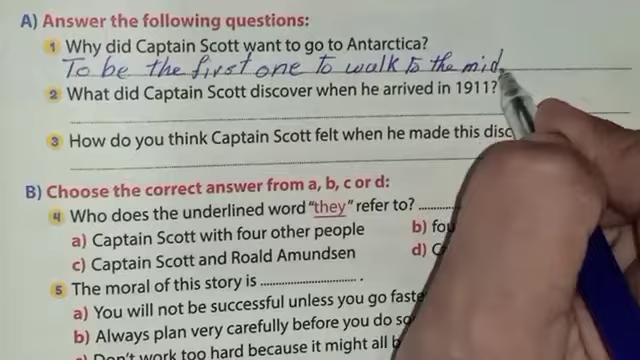 A) Answer the following questions:
1 Why did Captain Scott want to go to Antarctica?
To be the first one to walk to the mid
2 What did Captain Scott discover when he arrived in 1911?
3 How do you think Captain Scott felt when he made this disc
B) Choose the correct answer from a, b, c or d:
4 Who does the underlined word "they" refer to? ..........
a) Captain Scott with four other people
b) fou
c) Captain Scott and Roald Amundsen
d) C
5 The moral of this story is .............................. .
a) You will not be successful unless you go faste
b) Always plan very carefully before you do so
c) Don't work too hard because it might all b